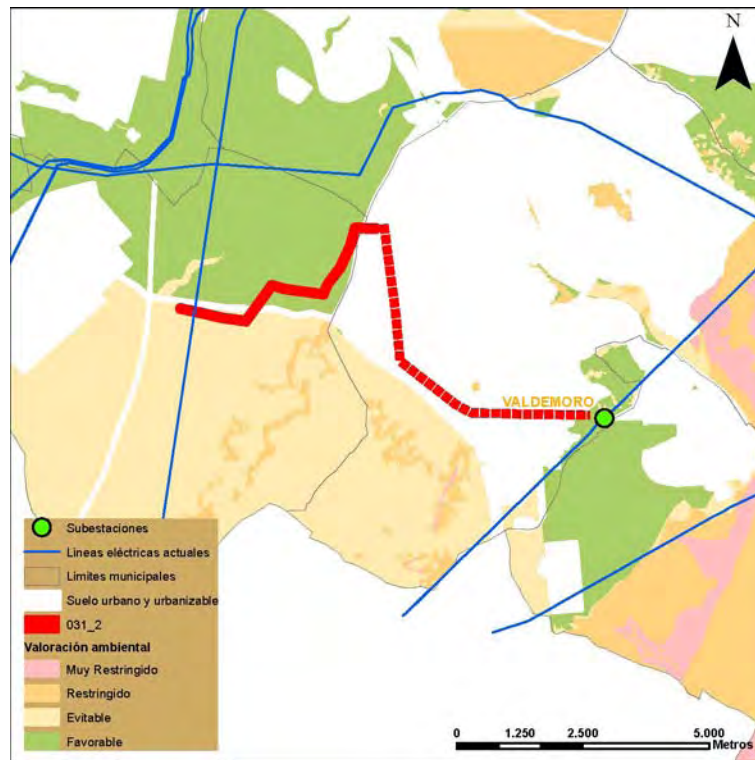 N
VALDEMORO
Subestaciones
Lineas eléctricas actuales
Limites municipales
Suelo urbano y urbanizable
031_2
Valoración ambiental
Muy Restringido
Restringido
Evitable
Favorable
0 1.250 2.500 5.000
Metros